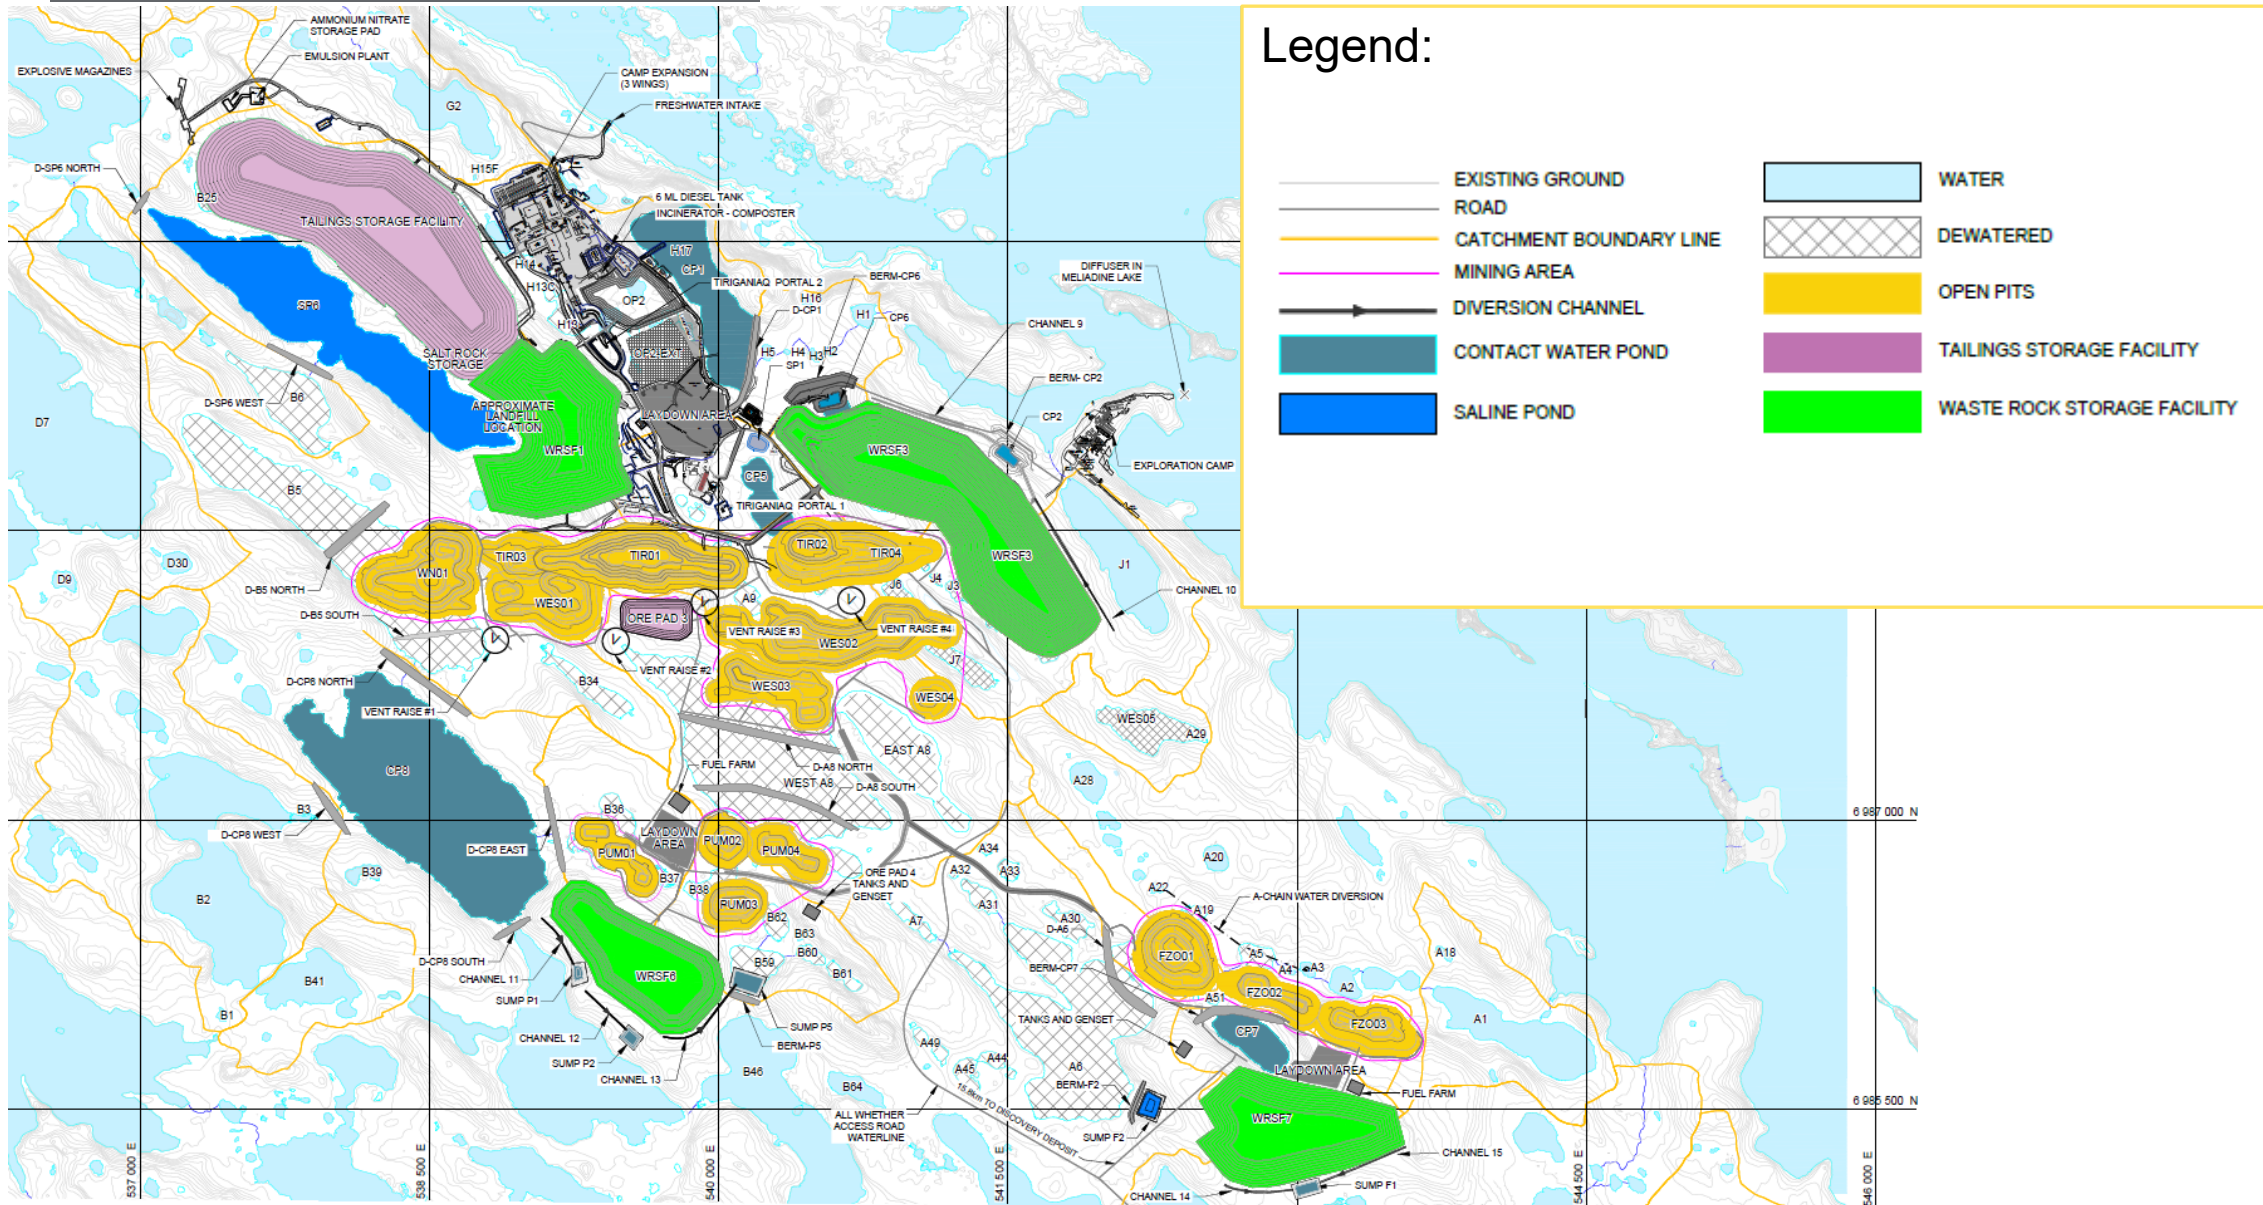 Legend:
EXISTING GROUND
ROAD
CATCHMENT BOUNDARY LINE
MINING AREA
DIVERSION CHANNEL
CONTACT WATER POND
SALINE POND
WATER
DEWATERED
OPEN PITS
TAILINGS STORAGE FACILITY
WASTE ROCK STORAGE FACILITY
AMMONIUM NITRATE
STORAGE PAD
EMULSION PLANT
EXPLOSIVE MAGAZINES
CAMP EXPANSION
(3 WINGS)
FRESHWATER INTAKE
G2
H15F
D-SP6 NORTH
B25
TAILINGS STORAGE FACILITY
6 ML DIESEL TANK
INCINERATOR - COMPOSTER
H17
CP1
H14
H13C
TIRIGANIAQ PORTAL 2
BERM-CP6
DIFFUSER IN
MELIADINE LAKE
OP2
H16
D-CP1
SP6
H13
H1
CP6
CHANNEL 9
SALT ROCK
STORAGE
OP2-EXT
H5
H4
H3
H2
SP1
BERM- CP2
D-SP6 WEST
B6
APPROXIMATE
LANDFILL
LOCATION
LAYDOWN AREA
CP2
D7
WRSF1
WRSF3
EXPLORATION CAMP
CP5
B5
TIRIGANIAQ PORTAL 1
TIR03
TIR01
TIR02
TIR04
WRSF3
D30
D9
WN01
J1
D-B5 NORTH
WES01
J6
J4
J3
CHANNEL 10
A9
D-B5 SOUTH
ORE PAD 3
VENT RAISE #3
VENT RAISE #4
WES02
D-CP8 NORTH
VENT RAISE #2
J7
B34
WES03
WES04
VENT RAISE #1
WES05
A29
EAST A8
CP8
FUEL FARM
D-A8 NORTH
WEST A8
D-A8 SOUTH
A28
B3
B36
D-CP8 WEST
6 987 000 N
LAYDOWN
AREA
PUM02
D-CP8 EAST
PUM01
PUM04
A34
A20
B39
B37
ORE PAD 4
TANKS AND
GENSET
A32
A33
B38
A22
A-CHAIN WATER DIVERSION
B2
PUM03
A31
A19
A7
A30
B62
D-A6
B63
D-CP8 SOUTH
B59
B60
FZO01
A5
A18
CHANNEL 11
WRSF6
B61
BERM-CP7
A4
A3
B41
A2
SUMP P1
FZO02
A51
B1
TANKS AND GENSET
CP7
FZO03
A1
SUMP P5
CHANNEL 12
BERM-P5
A49
SUMP P2
A44
A45
A6
CHANNEL 13
B46
B64
LAYDOWN AREA
BERM-F2
FUEL FARM
15.8km TO DISCOVERY DEPOSIT
6 985 500 N
ALL WHETHER
ACCESS ROAD
WATERLINE
WRSF7
SUMP F2
CHANNEL 15
CHANNEL 14
SUMP F1
537 000 E
538 500 E
540 000 E
541 500 E
544 500 E
546 000 E